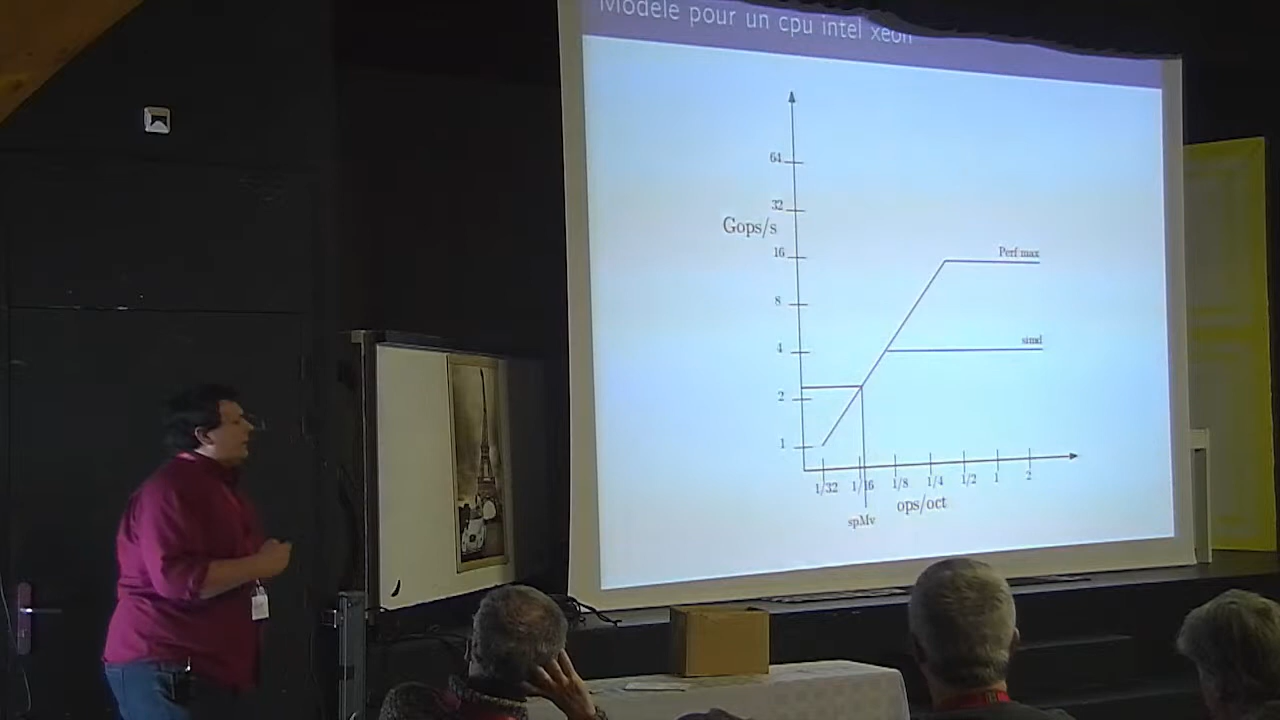 Modèle pour un cpu intel xeon
64
32
Gops/s
16
Perf max
8
simd
4
2
1
1/32 1/16 1/8 1/4 1/2 1 2
ops/oct
spMv